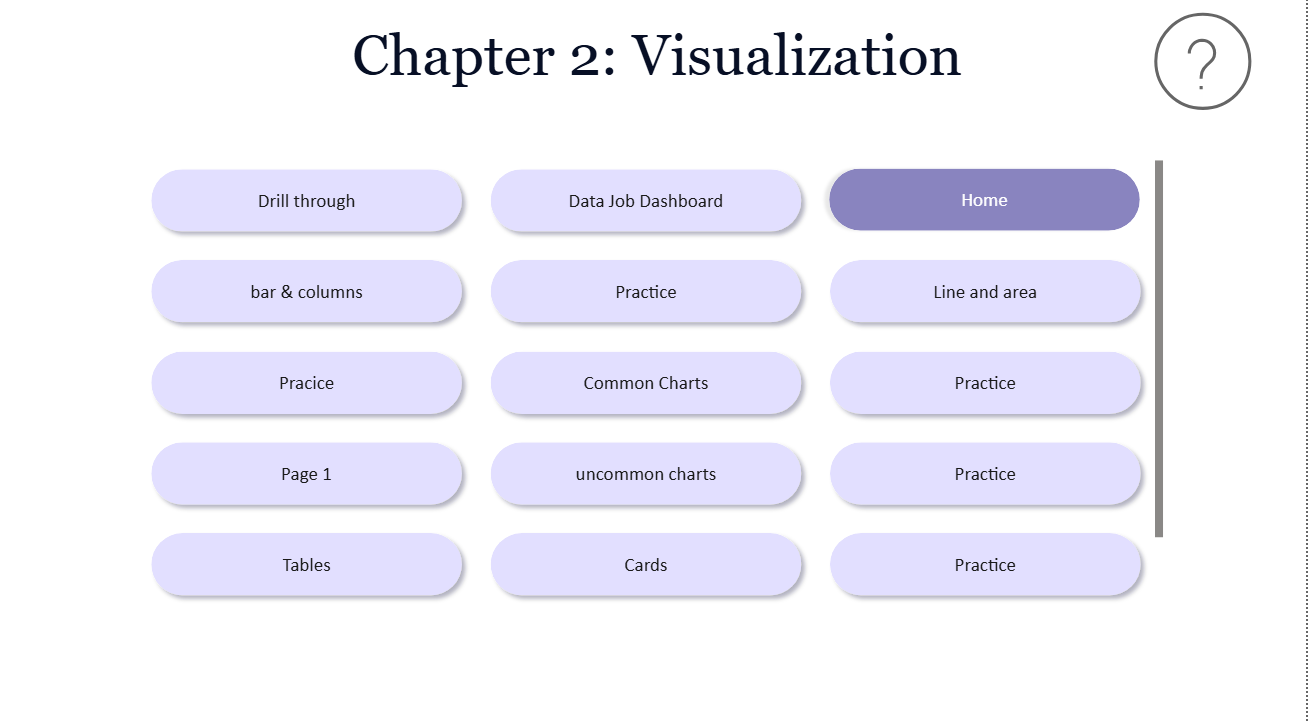 Chapter 2: Visualization
?
Drill through
Data Job Dashboard
Home
bar & columns
Practice
Line and area
Pracice
Common Charts
Practice
Page 1
uncommon charts
Practice
Tables
Cards
Practice